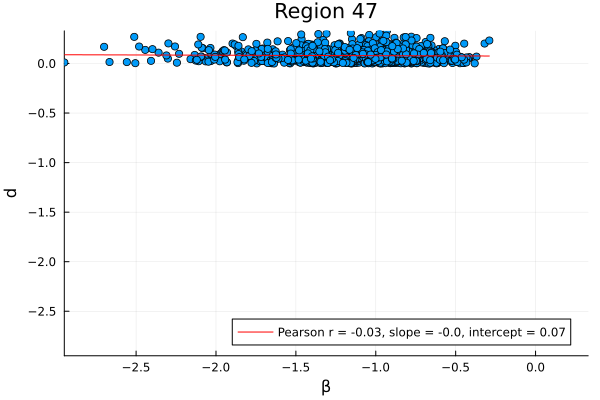 Region 47
d
0.0
−0.5
−1.0
−1.5
−2.0
−2.5
Pearson r = -0.03, slope = -0.0, intercept = 0.07
−2.5 −2.0 −1.5 −1.0 −0.5 0.0
β